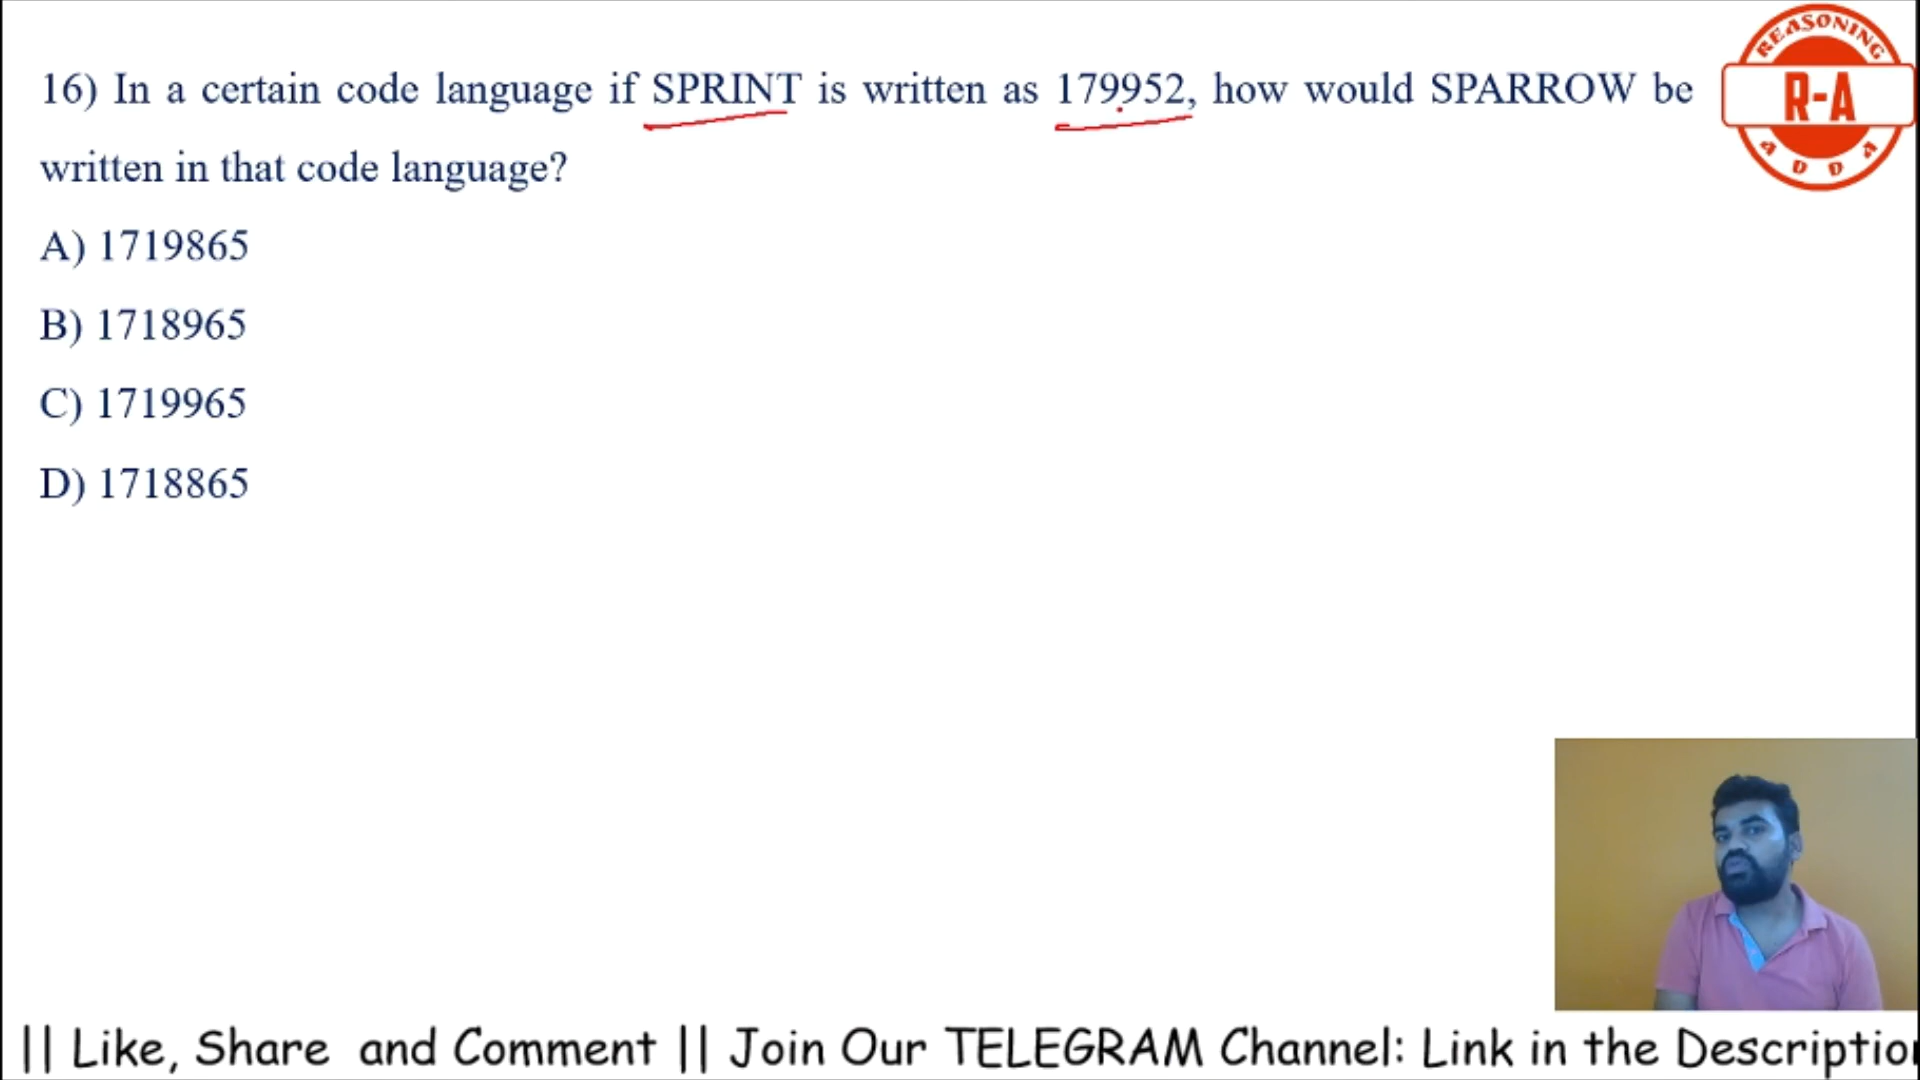 16) In a certain code language if SPRINT is written as 179952, how would SPARROW be
written in that code language?
A) 1719865
B) 1718965
C) 1719965
D) 1718865
REASONING
R-A
ADDA
|| Like, Share and Comment || Join Our TELEGRAM Channel: Link in the Description